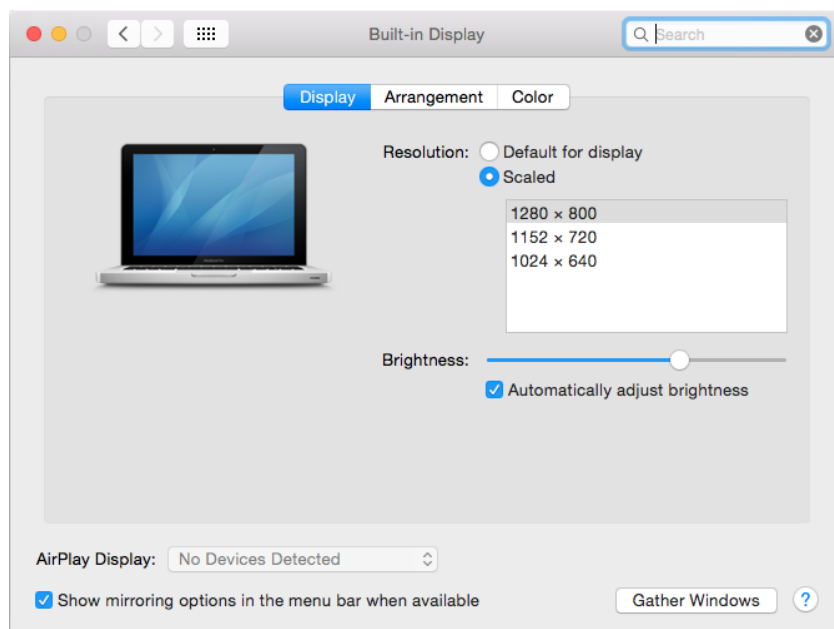 Built-in Display
Search
Display Arrangement Color
Resolution: Default for display
Scaled
1280 × 800
1152 × 720
1024 × 640
Brightness:
Automatically adjust brightness
AirPlay Display: No Devices Detected
Show mirroring options in the menu bar when available
Gather Windows ?